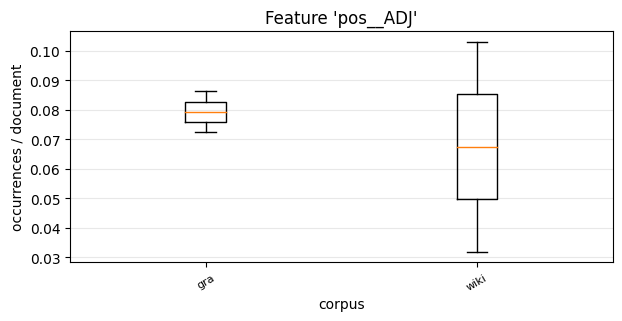 Feature 'pos__ADJ'
occurrences / document
0.10
0.09
0.08
0.07
0.06
0.05
0.04
0.03
gra
wiki
corpus